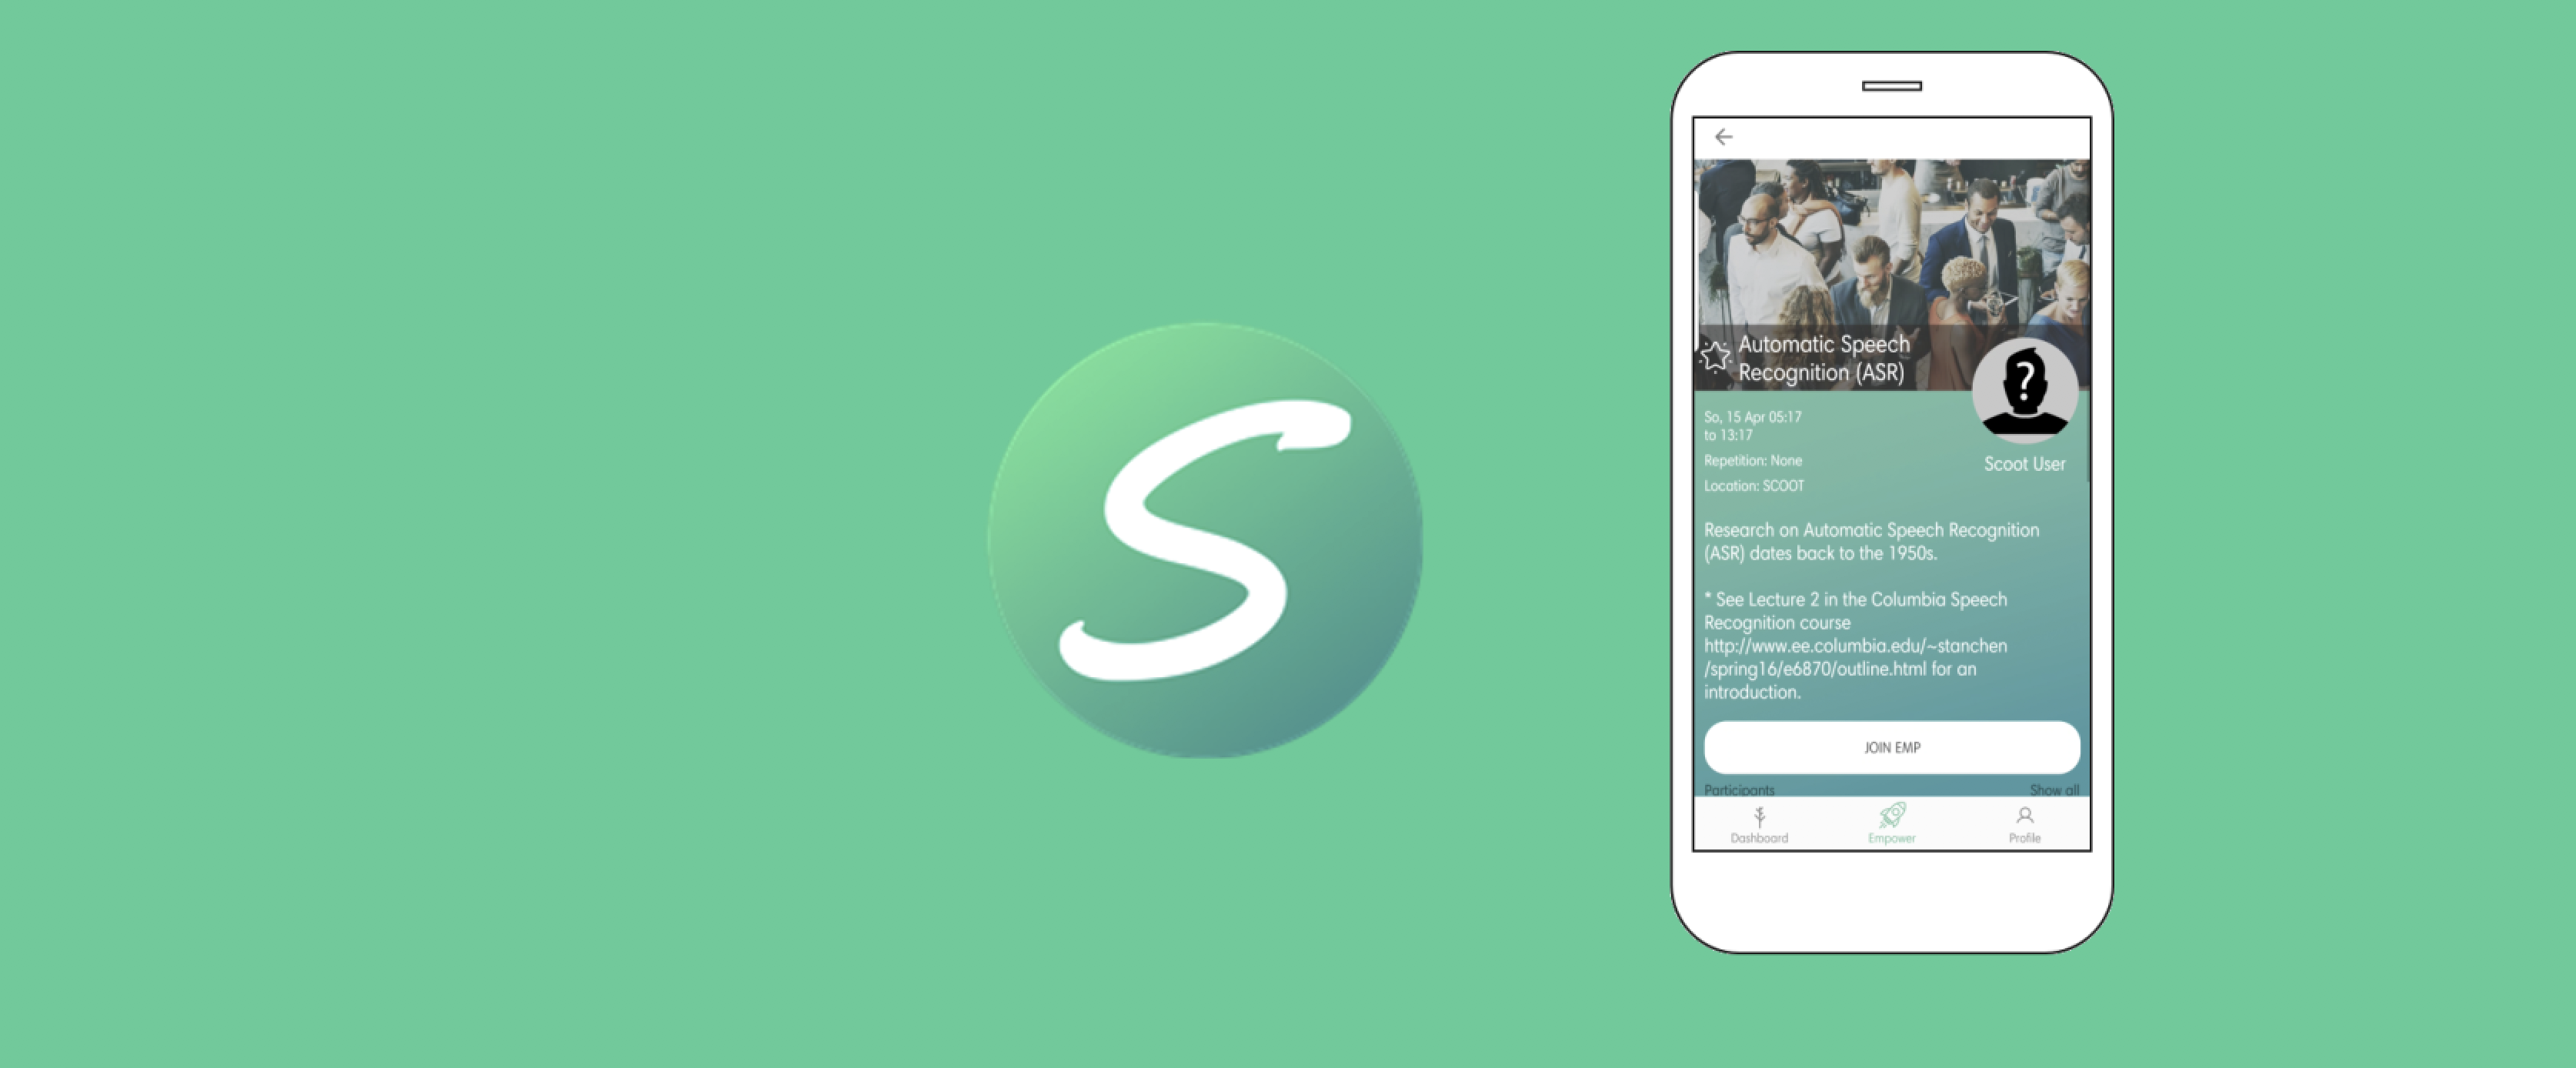 S
Automatic Speech
Recognition (ASR)
?
So, 15 Apr 05:17
to 13:17
Scoot User
Repetition: None
Location: SCOOT
Research on Automatic Speech Recognition
(ASR) dates back to the 1950s.
* See Lecture 2 in the Columbia Speech
Recognition course
http://www.ee.columbia.edu/~stanchen
/spring16/e6870/outline.html for an
introduction.
JOIN EMP
Participants
Show all
Dashboard
Empower
Profile